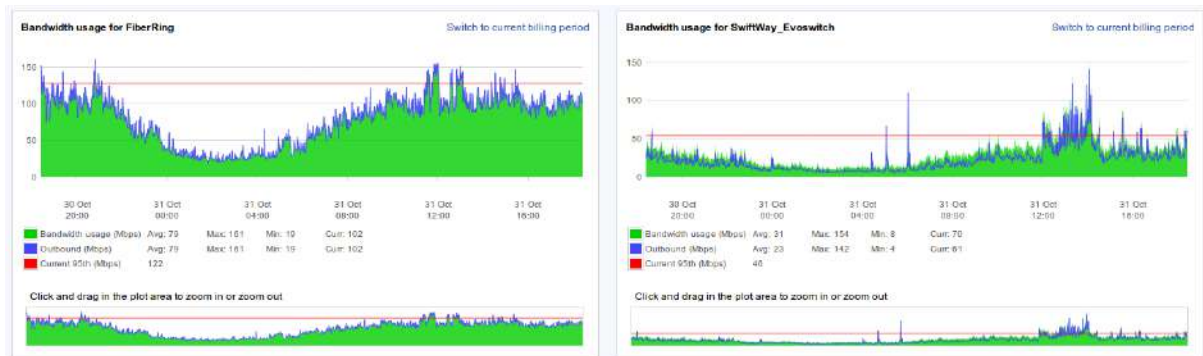 Bandwidth usage for FiberRing
Switch to current billing period
150
100
50
0
30 Oct 20:00
31 Oct 00:00
31 Oct 04:00
31 Oct 08:00
31 Oct 12:00
31 Oct 16:00
Bandwidth usage (Mbps) Avg: 79 Max: 161 Min: 19 Curr: 102
Outbound (Mbps) Avg: 79 Max: 161 Min: 19 Curr: 102
Current 95th (Mbps) 122
Click and drag in the plot area to zoom in or zoom out
Bandwidth usage for SwiftWay_Evoswitch
Switch to current billing period
150
100
50
0
30 Oct 20:00
31 Oct 00:00
31 Oct 04:00
31 Oct 08:00
31 Oct 12:00
31 Oct 16:00
Bandwidth usage (Mbps) Avg: 31 Max: 154 Min: 8 Curr: 70
Outbound (Mbps) Avg: 23 Max: 142 Min: 4 Curr: 61
Current 95th (Mbps) 46
Click and drag in the plot area to zoom in or zoom out